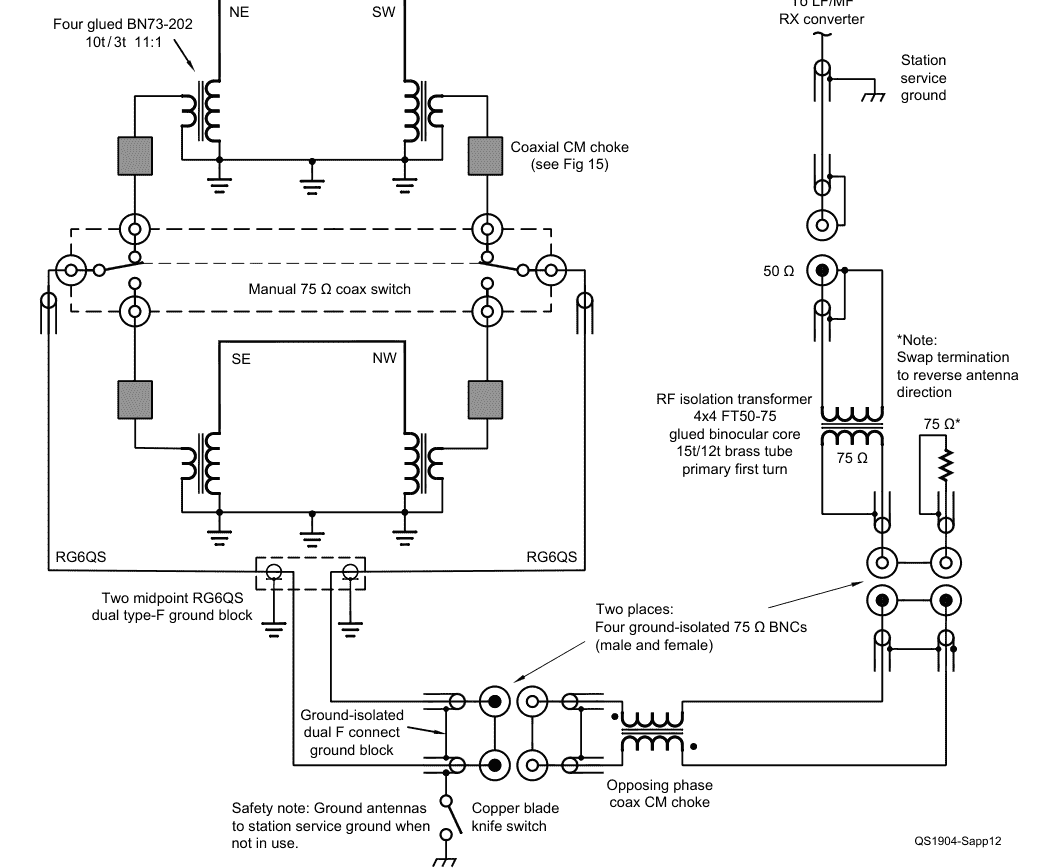 To LF/MF
RX converter
NE
SW
Four glued BN73-202
10t/3t 11:1
Station
service
ground
Coaxial CM choke
(see Fig 15)
50 Ω
Manual 75 Ω coax switch
*Note:
Swap termination
to reverse antenna
direction
SE
NW
RF isolation transformer
4x4 FT50-75
glued binocular core
15t/12t brass tube
primary first turn
75 Ω*
75 Ω
RG6QS
RG6QS
Two midpoint RG6QS
dual type-F ground block
Two places:
Four ground-isolated 75 Ω BNCs
(male and female)
Ground-isolated
dual F connect
ground block
Opposing phase
coax CM choke
Safety note: Ground antennas
to station service ground when
not in use.
Copper blade
knife switch
QS1904-Sapp12